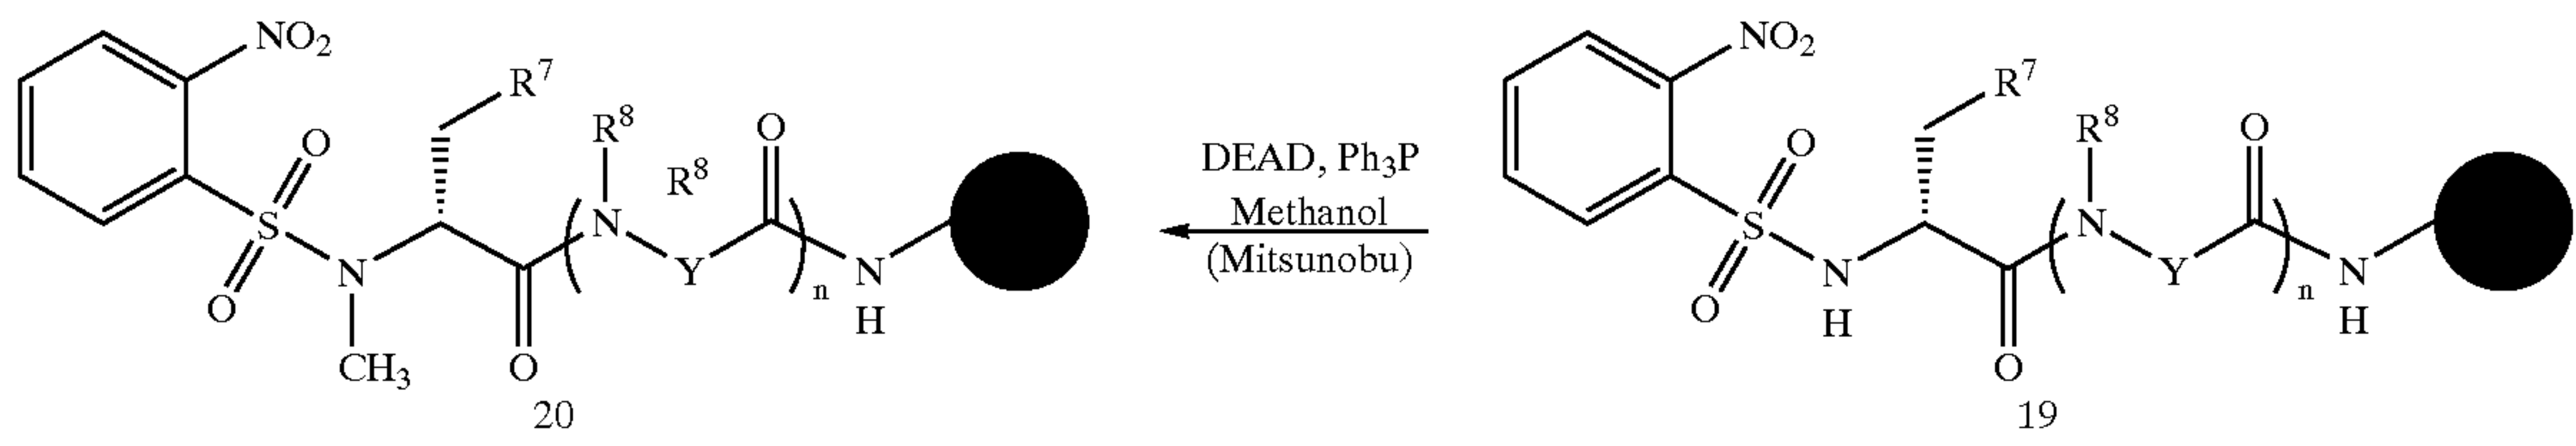 NO2
R7
R8
R8
O
O
S
N
Y
N
H
n
O
N
CH3
O
20
DEAD, Ph3P
Methanol
(Mitsunobu)
NO2
R7
R8
O
O
S
N
H
N
Y
N
H
n
O
O
19